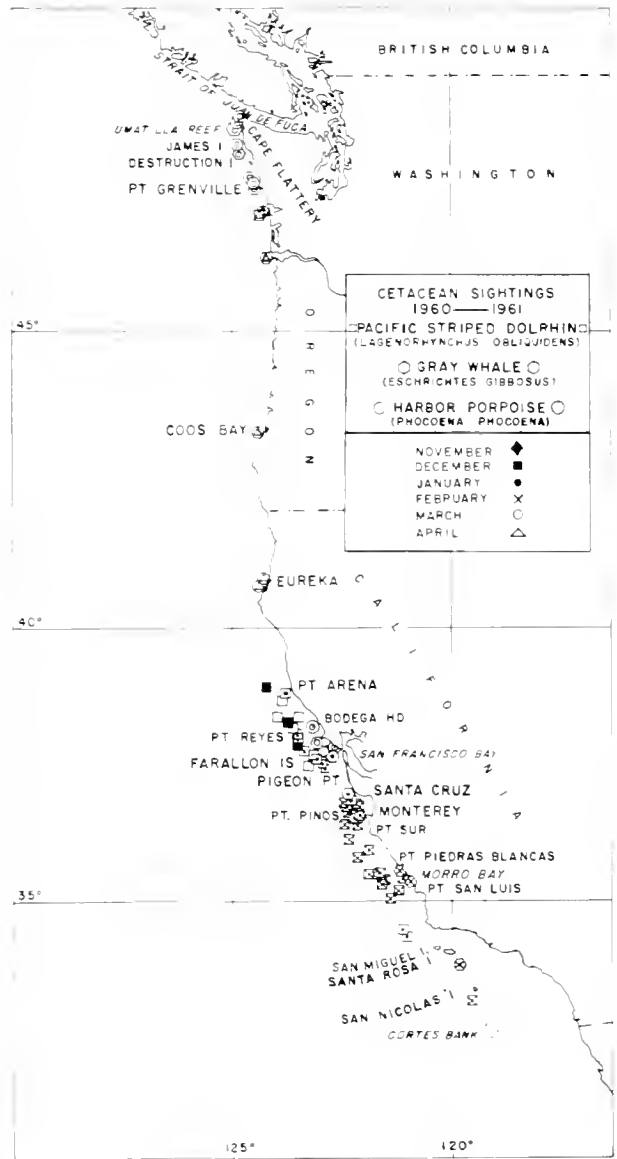 BRITISH COLUMBIA
STRAIT OF JUAN DE FUCA
UMATILLA REEF
CAPE FLATTERY
JAMES I
DESTRUCTION I
WASHINGTON
PT GRENVILLE
CETACEAN SIGHTINGS
1960——1961
PACIFIC STRIPED DOLPHIN
(LAGENORHYNCHUS OBLIQUIDENS)
GRAY WHALE
(ESCHRICHTES GIBBOSUS)
HARBOR PORPOISE
(PHOCOENA PHOCOENA)
NOVEMBER
DECEMBER
JANUARY
FEBRUARY
MARCH
APRIL
45°
OREGON
COOS BAY
EUREKA
CALIFORNIA
40°
PT ARENA
BODEGA HD
PT REYES
SAN FRANCISCO BAY
FARALLON IS
PIGEON PT
SANTA CRUZ
PT. PINOS
MONTEREY
PT SUR
PT PIEDRAS BLANCAS
MORRO BAY
PT SAN LUIS
35°
SAN MIGUEL I.
SANTA ROSA I
SAN NICOLAS I
CORTES BANK
125°
120°